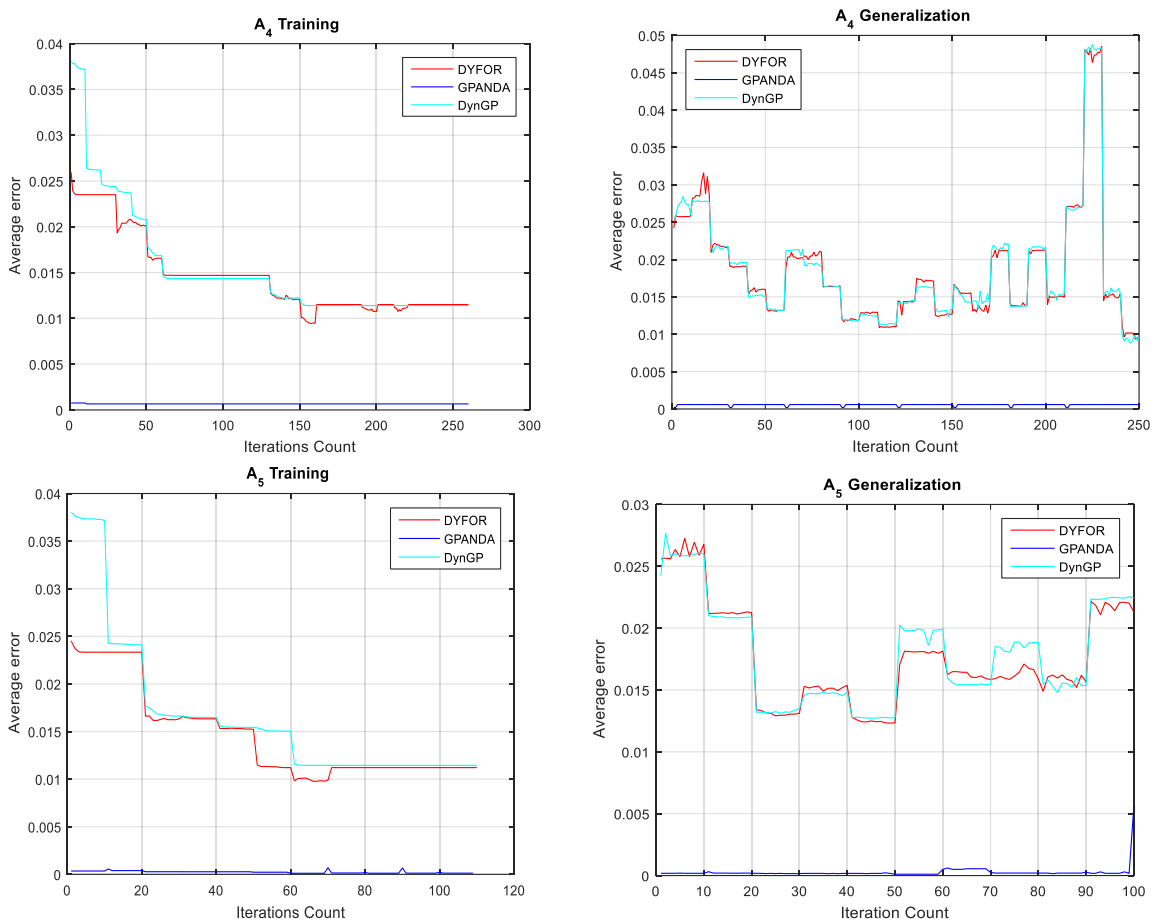 A4 Training
0.04
0.035
0.03
0.025
0.02
0.015
0.01
0.005
0
Average error
0 50 100 150 200 250 300
Iterations Count
DYFOR
GPANDA
DynGP
A4 Generalization
0.05
0.045
0.04
0.035
0.03
0.025
0.02
0.015
0.01
0.005
0
Average error
0 50 100 150 200 250
Iteration Count
DYFOR
GPANDA
DynGP
A5 Training
0.04
0.035
0.03
0.025
0.02
0.015
0.01
0.005
0
Average error
0 20 40 60 80 100 120
Iterations Count
DYFOR
GPANDA
DynGP
A5 Generalization
0.03
0.025
0.02
0.015
0.01
0.005
0
Average error
0 10 20 30 40 50 60 70 80 90 100
Iteration Count
DYFOR
GPANDA
DynGP